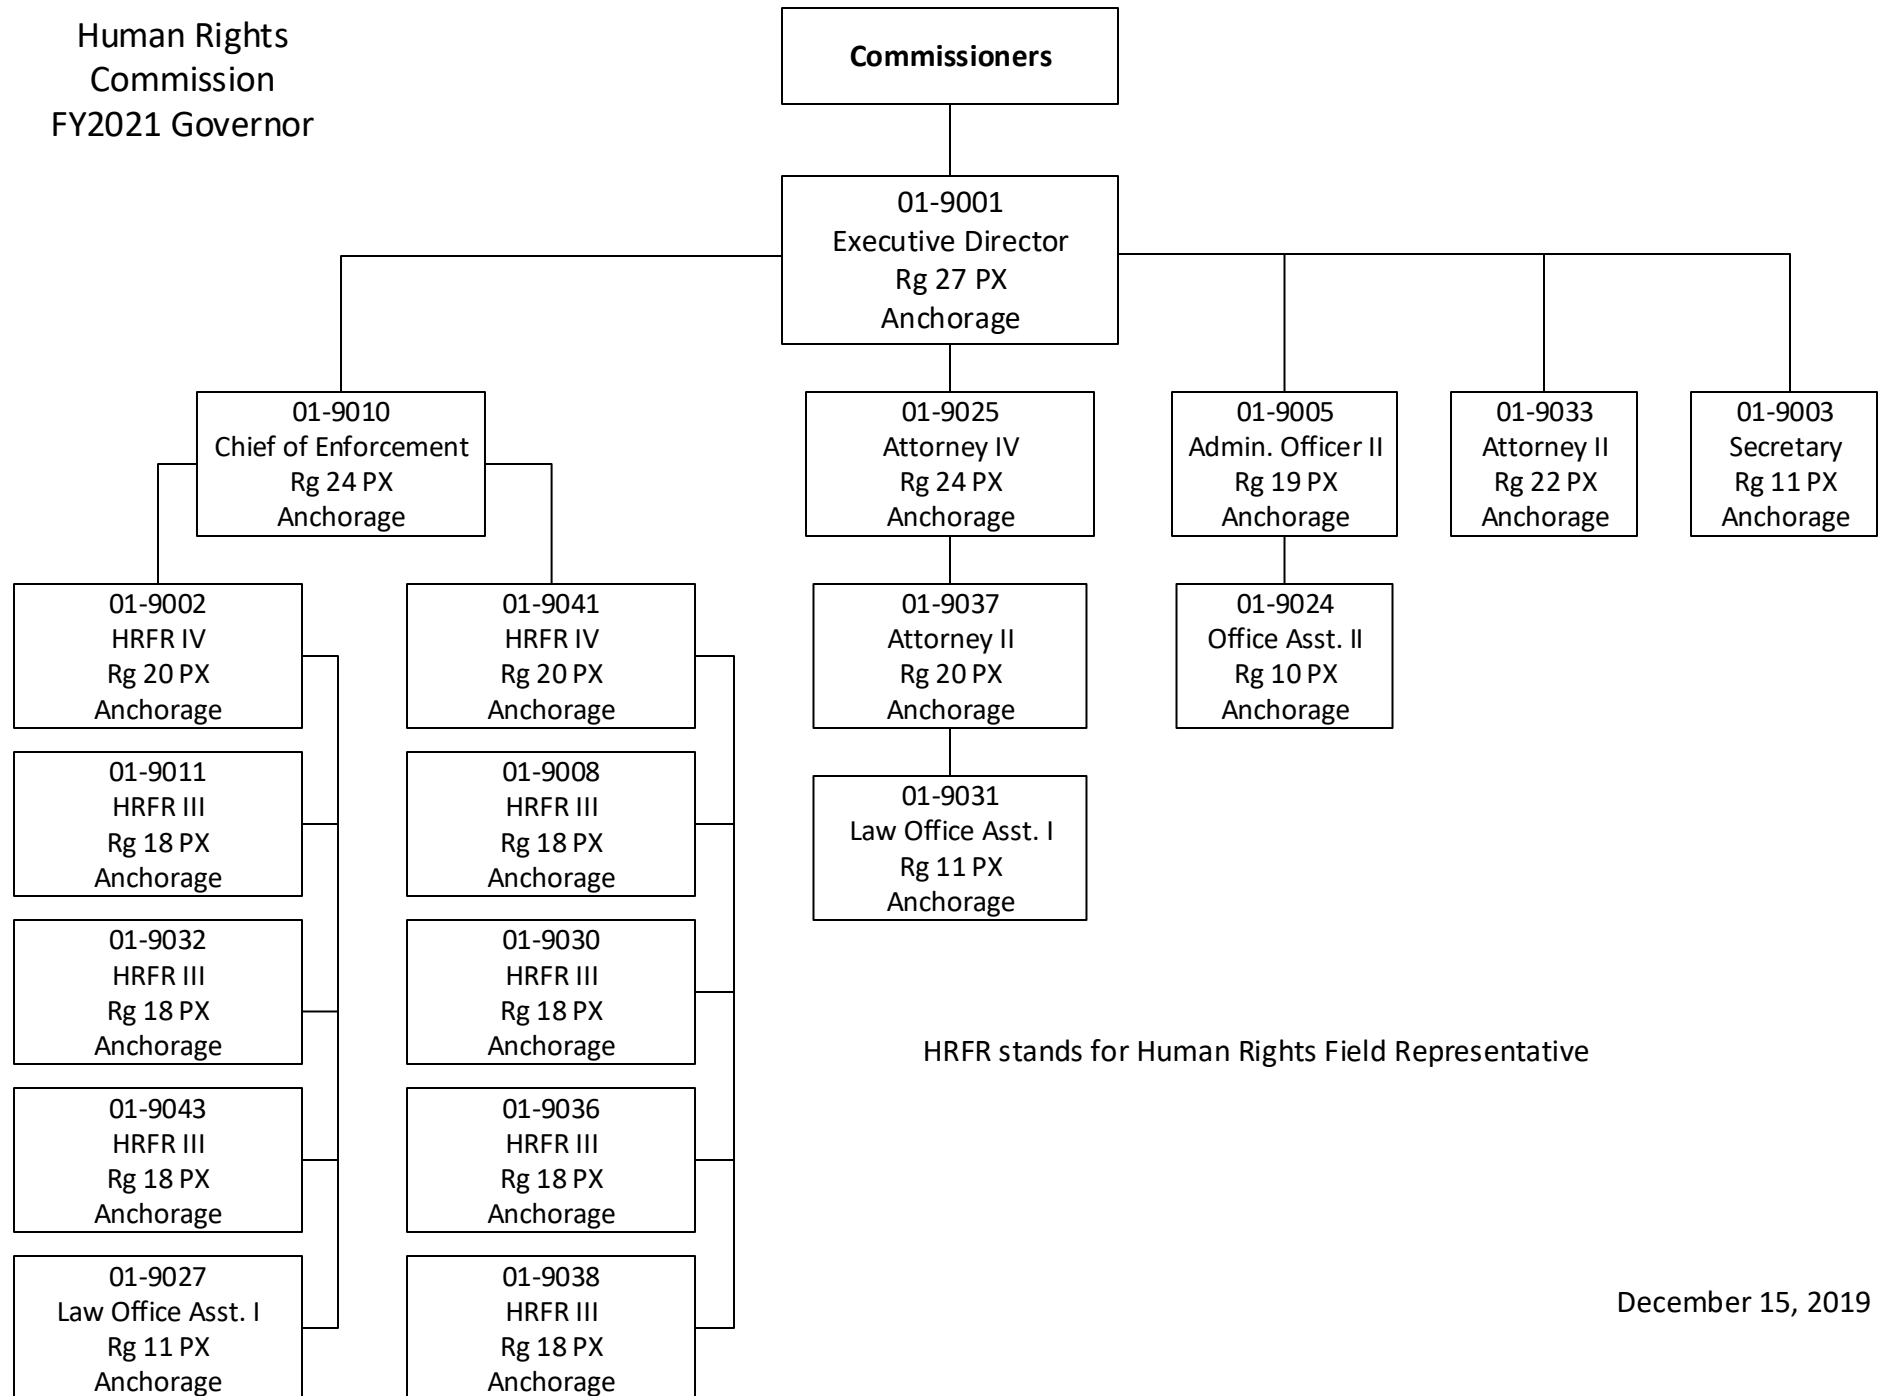 Human Rights
Commission
FY2021 Governor
Commissioners
01-9001
Executive Director
Rg 27 PX
Anchorage
01-9010
Chief of Enforcement
Rg 24 PX
Anchorage
01-9025
Attorney IV
Rg 24 PX
Anchorage
01-9005
Admin. Officer II
Rg 19 PX
Anchorage
01-9033
Attorney II
Rg 22 PX
Anchorage
01-9003
Secretary
Rg 11 PX
Anchorage
01-9002
HRFR IV
Rg 20 PX
Anchorage
01-9041
HRFR IV
Rg 20 PX
Anchorage
01-9037
Attorney II
Rg 20 PX
Anchorage
01-9024
Office Asst. II
Rg 10 PX
Anchorage
01-9011
HRFR III
Rg 18 PX
Anchorage
01-9008
HRFR III
Rg 18 PX
Anchorage
01-9031
Law Office Asst. I
Rg 11 PX
Anchorage
01-9032
HRFR III
Rg 18 PX
Anchorage
01-9030
HRFR III
Rg 18 PX
Anchorage
HRFR stands for Human Rights Field Representative
01-9043
HRFR III
Rg 18 PX
Anchorage
01-9036
HRFR III
Rg 18 PX
Anchorage
01-9027
Law Office Asst. I
Rg 11 PX
Anchorage
01-9038
HRFR III
Rg 18 PX
Anchorage
December 15, 2019